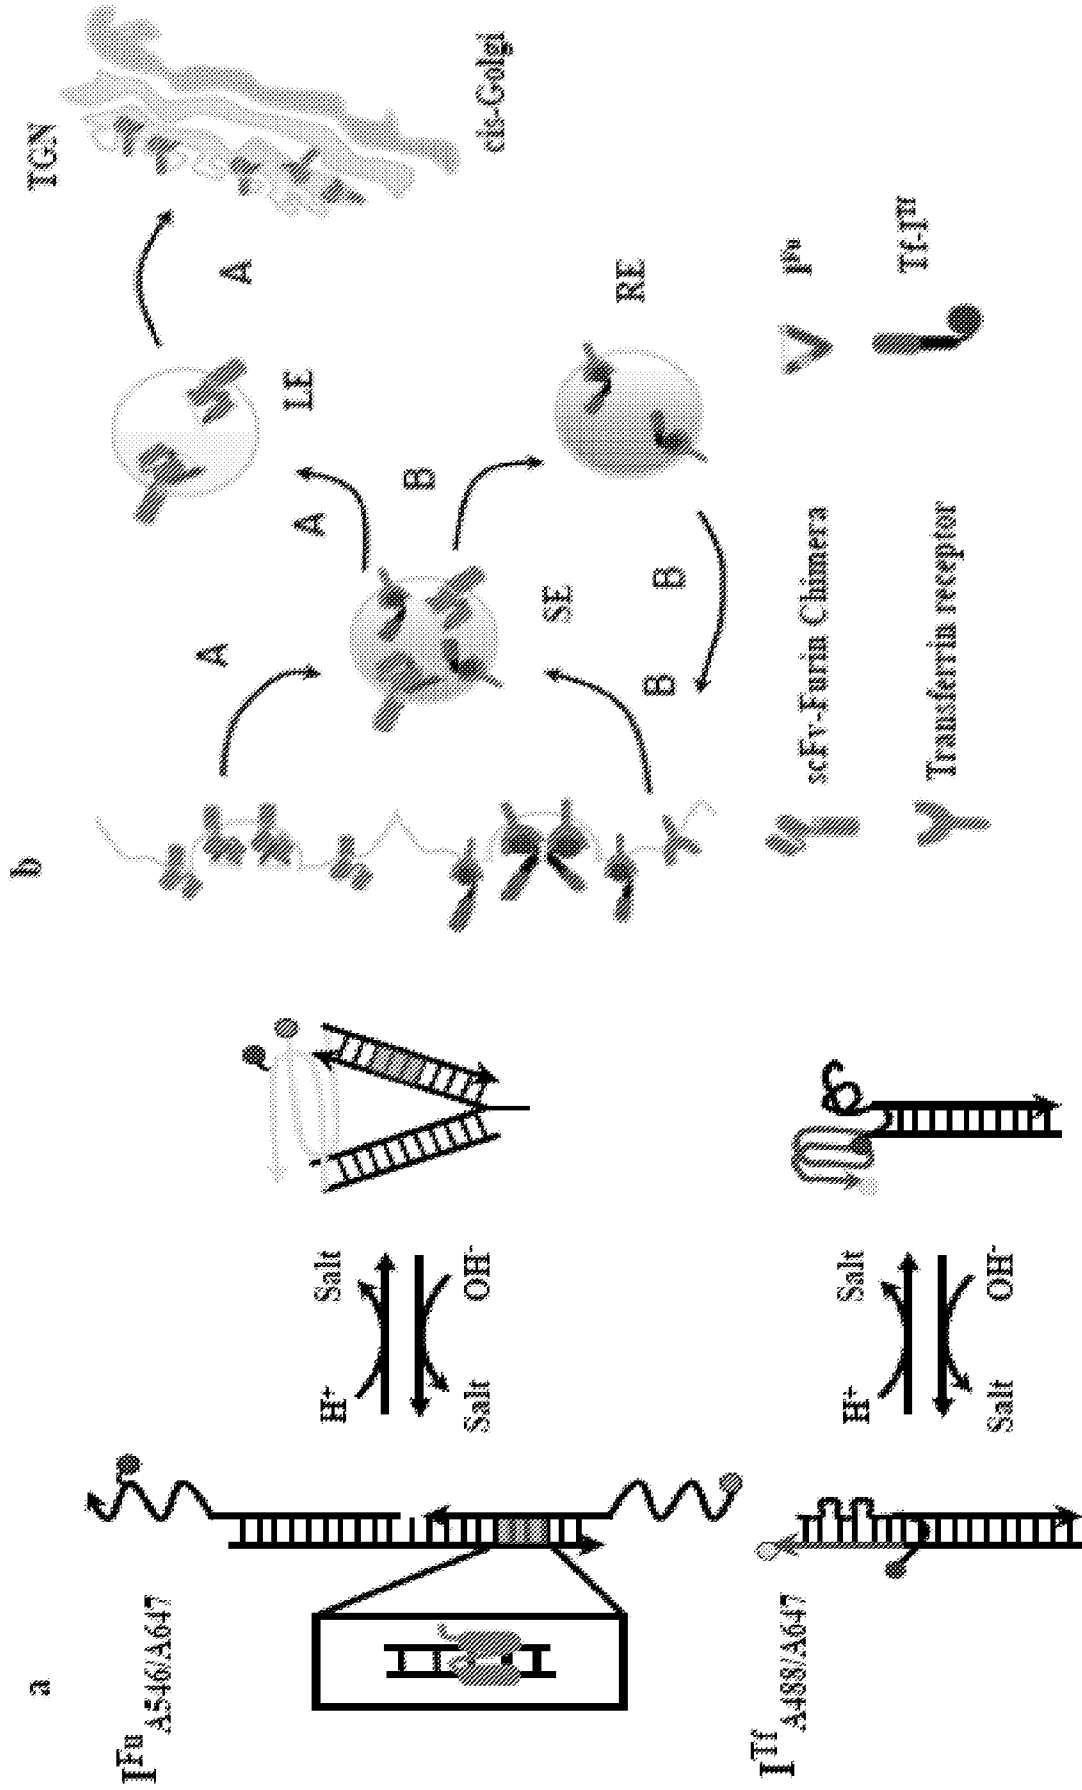 a
I^Fu A546/A647
H⁺
Salt
Salt
OH⁻
I^Tf A488/A647
H⁺
Salt
Salt
OH⁻
b
TGN
cis-Golgi
A
A
A
LE
B
SE
RE
B
B
scFv-Furin Chimera
I^Fu
Transferrin receptor
Tf-I^Tf